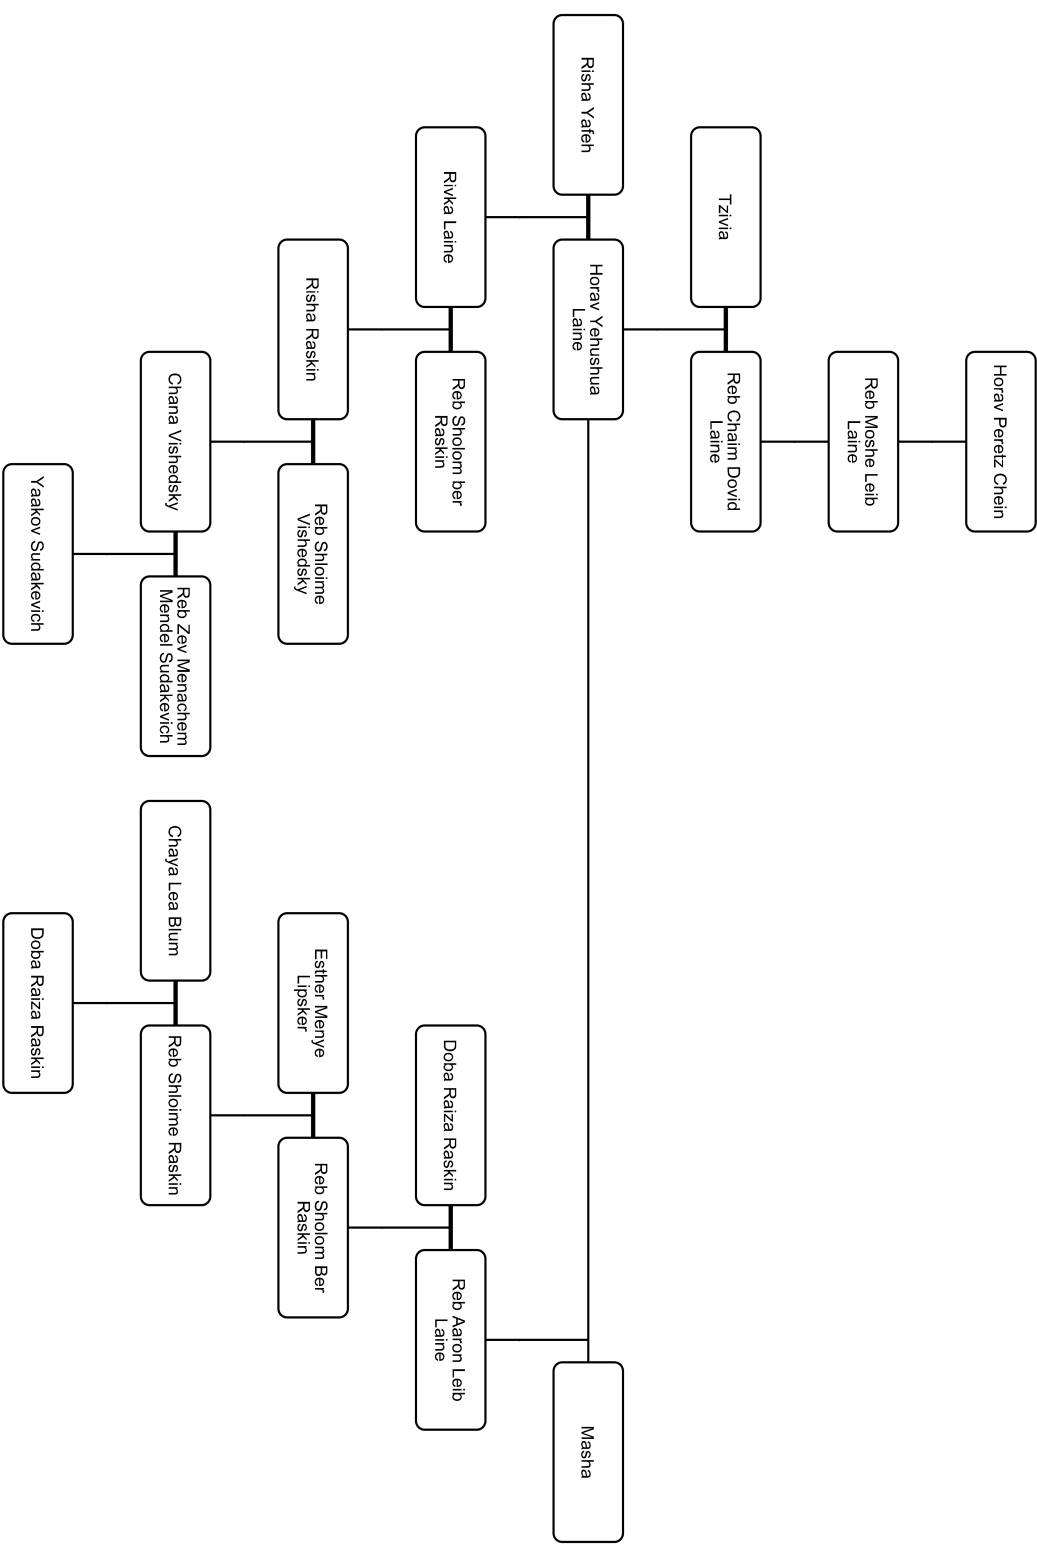 Horav Peretz Chein
Reb Moshe Leib
Laine
Tzivia
Reb Chaim Dovid
Laine
Risha Yafeh
Horav Yehushua
Laine
Masha
Rivka Laine
Reb Sholom ber
Raskin
Doba Raiza Raskin
Reb Aaron Leib
Laine
Risha Raskin
Reb Shloime
Vishedsky
Esther Menye
Lipsker
Reb Sholom Ber
Raskin
Chana Vishedsky
Reb Zev Menachem
Mendel Sudakevich
Chaya Lea Blum
Reb Shloime Raskin
Yaakov Sudakevich
Doba Raiza Raskin